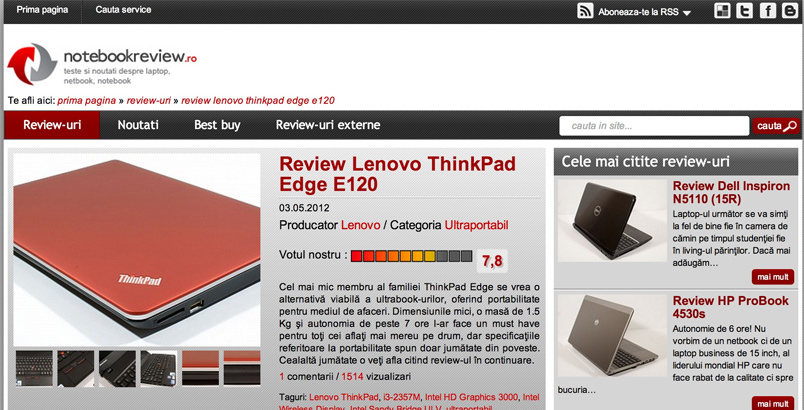 Prima pagina
Cauta service
Aboneaza-te la RSS
notebookreview.ro
teste si noutati despre laptop,
netbook, notebook
Te afli aici: prima pagina » review-uri » review lenovo thinkpad edge e120
Review-uri
Noutati
Best buy
Review-uri externe
cauta in site...
cauta
ThinkPad
Review Lenovo ThinkPad
Edge E120
03.05.2012
Producator Lenovo / Categoria Ultraportabil
Votul nostru :
7,8
Cel mai mic membru al familiei ThinkPad Edge se vrea o
alternativă viabilă a ultrabook-urilor, oferind portabilitate
pentru mediul de afaceri. Dimensiunile mici, o masă de 1.5
Kg şi autonomia de peste 7 ore l-ar face un must have
pentru toţi cei aflaţi mai mereu pe drum, dar specificaţiile
referitoare la portabilitate spun doar jumătate din poveste.
Cealaltă jumătate o veţi afla citind review-ul în continuare.
1 comentarii / 1514 vizualizari
Taguri: Lenovo ThinkPad, i3-2357M, Intel HD Graphics 3000, Intel
Wireless Display, Intel Sandy Bridge ULV, ultraportabil
Cele mai citite review-uri
Review Dell Inspiron
N5110 (15R)
Laptop-ul următor se va simţi
la fel de bine fie în camera de
cămin pe timpul studenţiei fie
în living-ul părinţilor. Dacă mai
adăugăm…
mai mult
Review HP ProBook
4530s
Autonomie de 6 ore! Nu
vorbim de un netbook ci de un
laptop business de 15 inch, al
liderului mondial HP care nu
face rabat de la calitate ci spre
bucuria…
mai mult